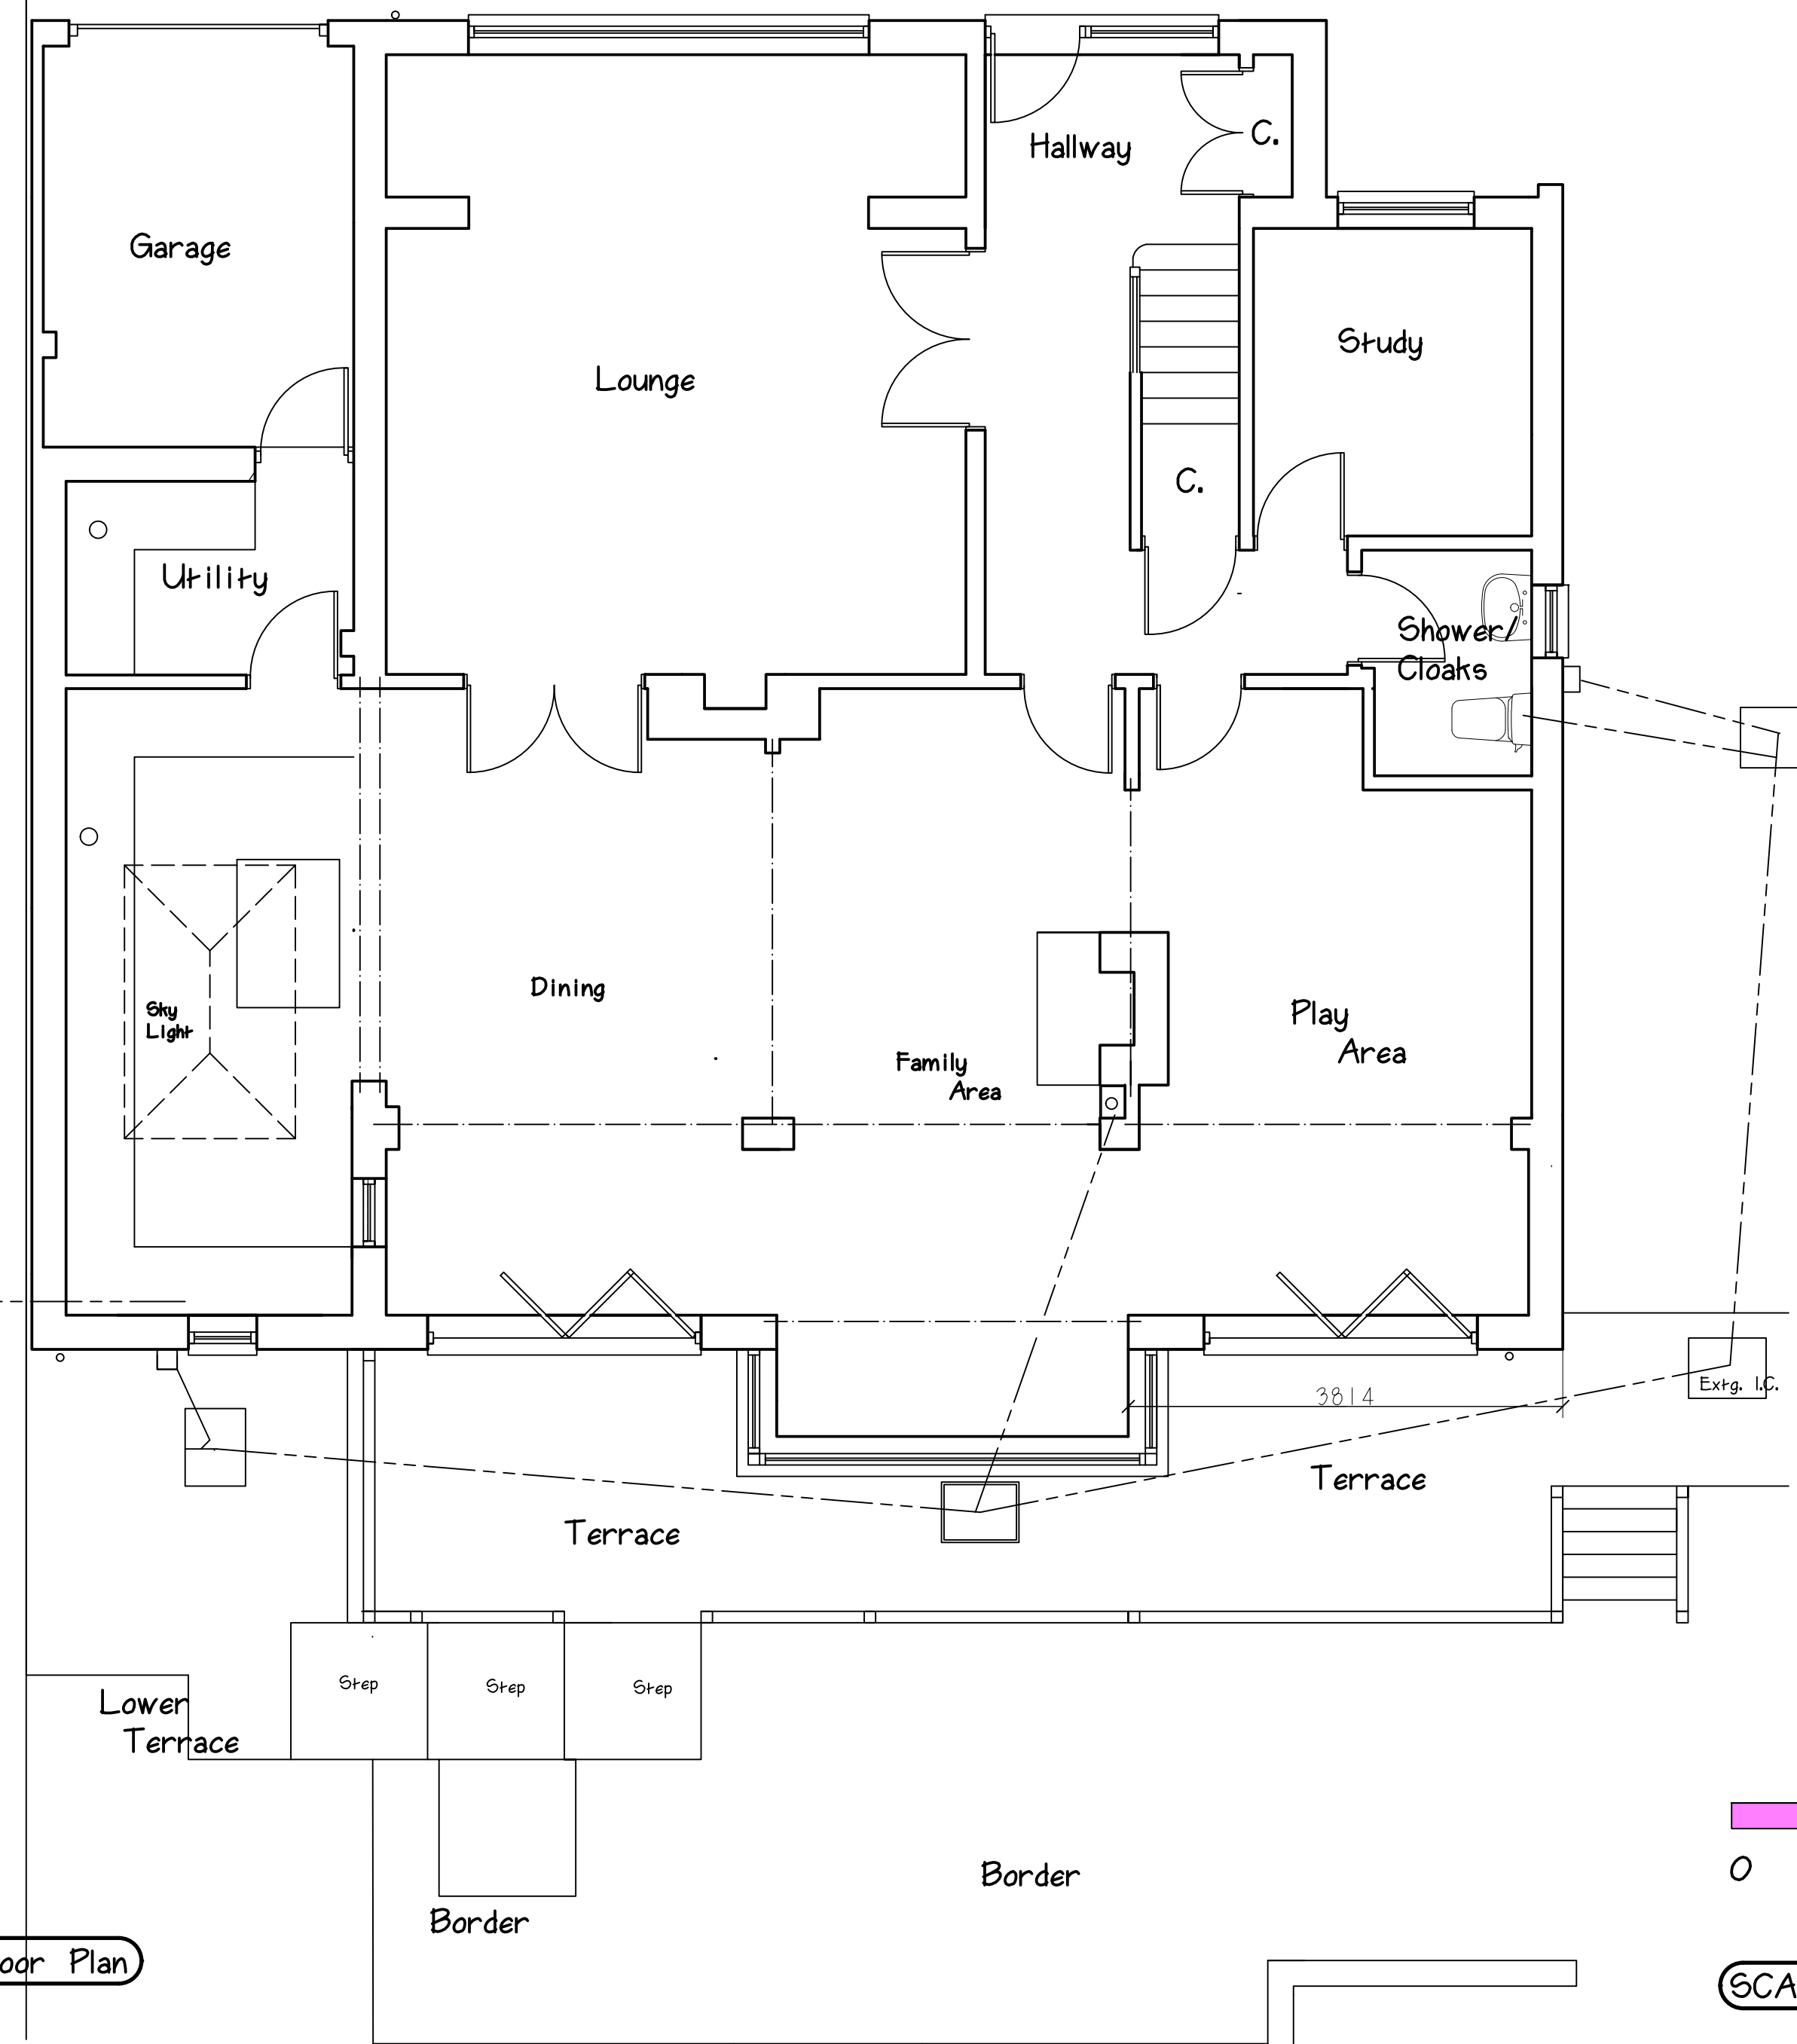 Hallway
C.
Garage
Study
Lounge
C.
Utility
Shower/
Cloaks
Dining
Sky
Light
Play
Area
Family
Area
Extg. I.C.
3814
Terrace
Terrace
Step
Step
Step
Lower
Terrace
Border
0
Border
oor Plan
SCA